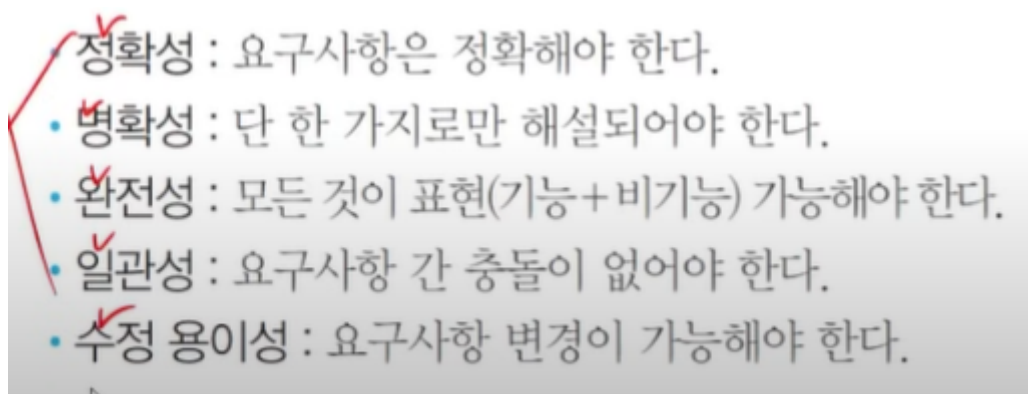 • 정확성 : 요구사항은 정확해야 한다.
• 명확성 : 단 한 가지로만 해설되어야 한다.
• 완전성 : 모든 것이 표현(기능+비기능) 가능해야 한다.
• 일관성 : 요구사항 간 충돌이 없어야 한다.
• 수정 용이성 : 요구사항 변경이 가능해야 한다.